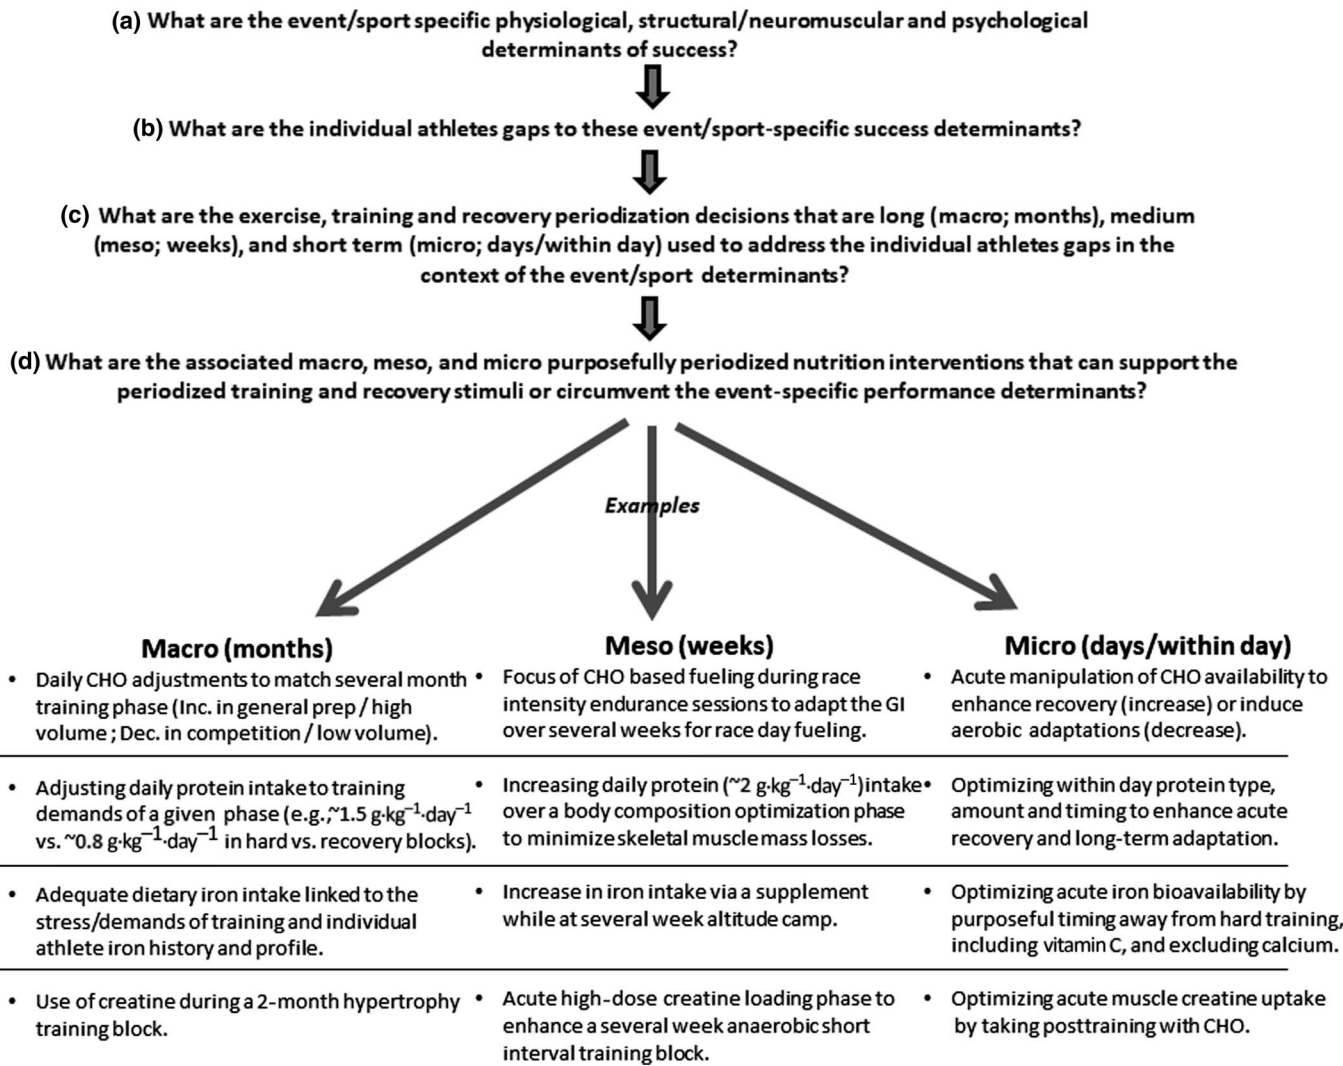 (a) What are the event/sport specific physiological, structural/neuromuscular and psychological
determinants of success?
(b) What are the individual athletes gaps to these event/sport-specific success determinants?
(c) What are the exercise, training and recovery periodization decisions that are long (macro; months), medium
(meso; weeks), and short term (micro; days/within day) used to address the individual athletes gaps in the
context of the event/sport determinants?
(d) What are the associated macro, meso, and micro purposefully periodized nutrition interventions that can support the
periodized training and recovery stimuli or circumvent the event-specific performance determinants?
Examples
Macro (months)
• Daily CHO adjustments to match several month
training phase (Inc. in general prep / high
volume ; Dec. in competition / low volume).
• Adjusting daily protein intake to training
demands of a given phase (e.g.,~1.5 g·kg⁻¹·day⁻¹
vs. ~0.8 g·kg⁻¹·day⁻¹ in hard vs. recovery blocks).
• Adequate dietary iron intake linked to the
stress/demands of training and individual
athlete iron history and profile.
• Use of creatine during a 2-month hypertrophy
training block.
Meso (weeks)
• Focus of CHO based fueling during race
intensity endurance sessions to adapt the GI
over several weeks for race day fueling.
• Increasing daily protein (~2 g·kg⁻¹·day⁻¹) intake
over a body composition optimization phase
to minimize skeletal muscle mass losses.
• Increase in iron intake via a supplement
while at several week altitude camp.
• Acute high-dose creatine loading phase to
enhance a several week anaerobic short
interval training block.
Micro (days/within day)
• Acute manipulation of CHO availability to
enhance recovery (increase) or induce
aerobic adaptations (decrease).
• Optimizing within day protein type,
amount and timing to enhance acute
recovery and long-term adaptation.
• Optimizing acute iron bioavailability by
purposeful timing away from hard training,
including vitamin C, and excluding calcium.
• Optimizing acute muscle creatine uptake
by taking posttraining with CHO.